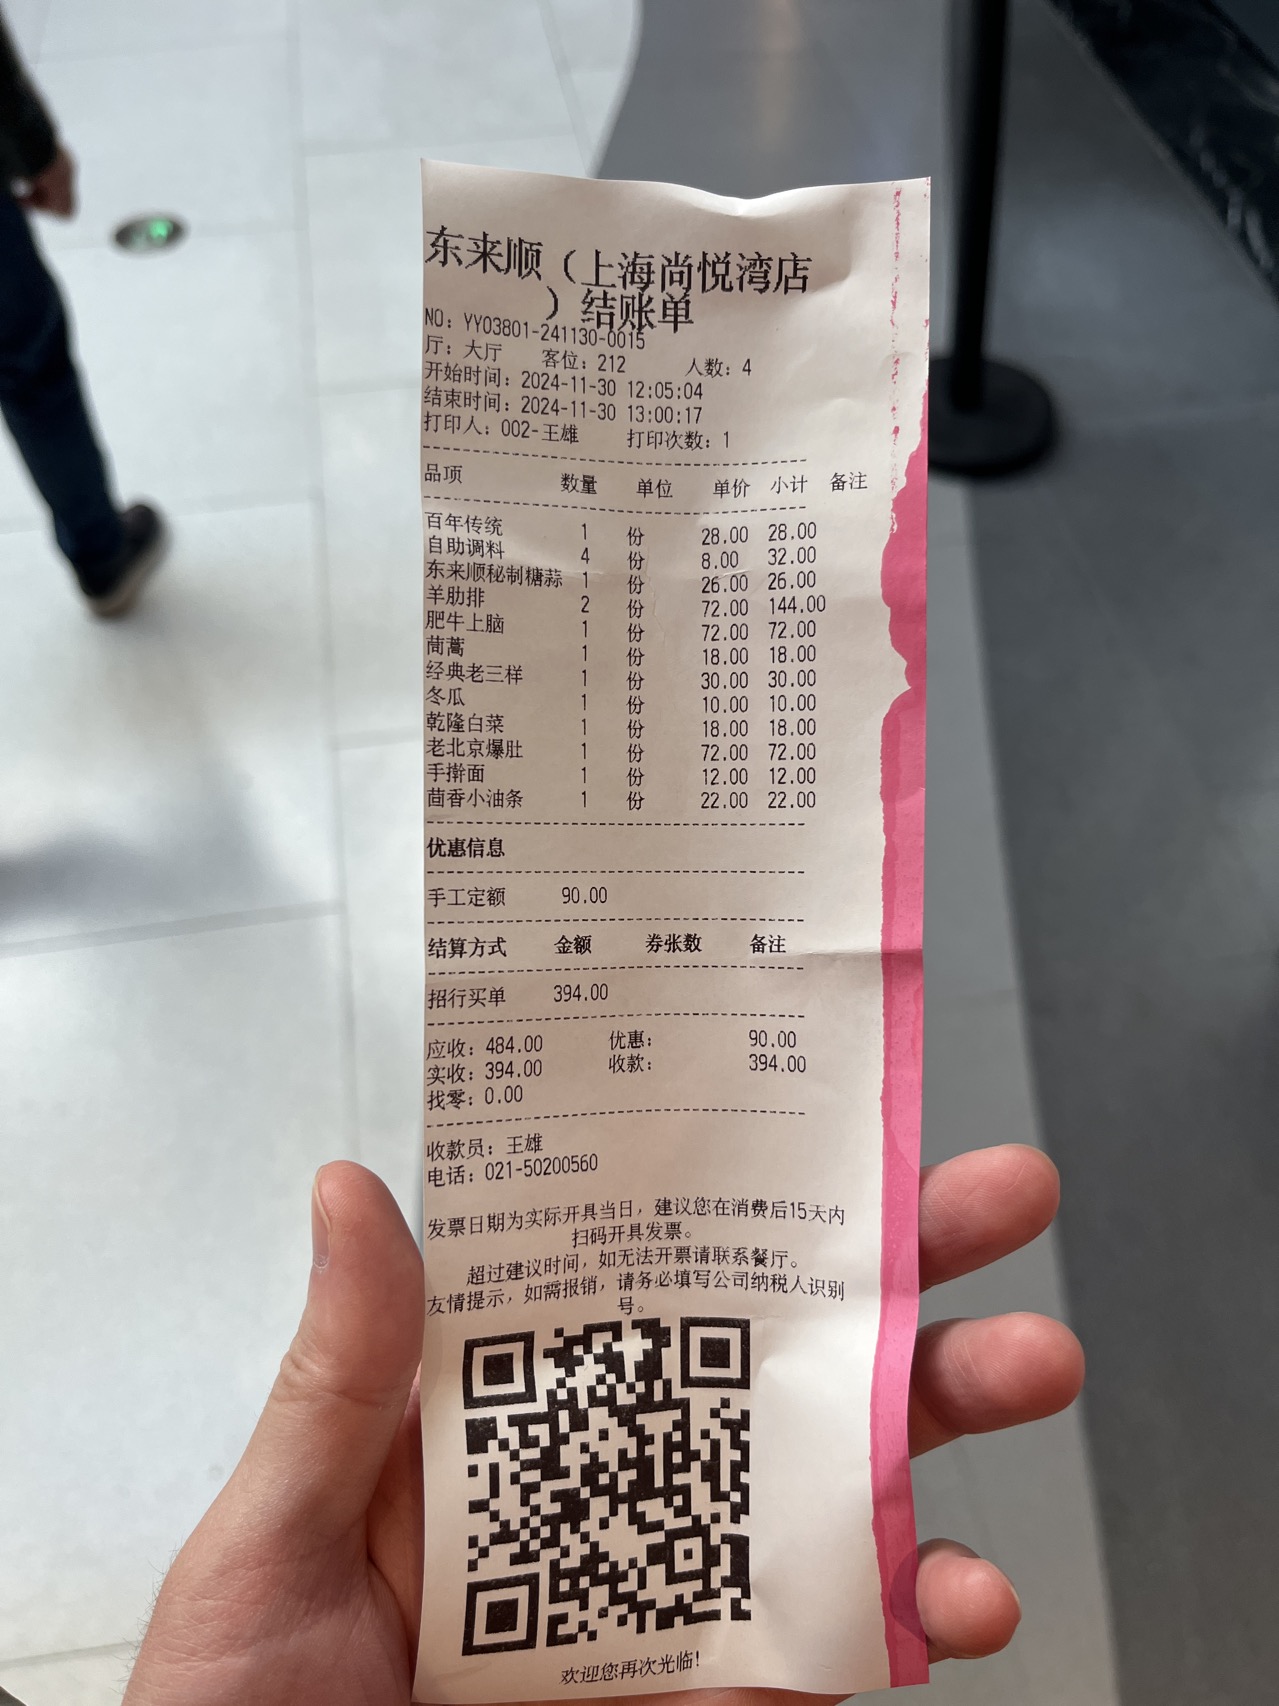 东来顺（上海尚悦湾店
）结账单
NO：YY03801-241130-0015
厅：大厅 客位：212 人数：4
开始时间：2024-11-30 12:05:04
结束时间：2024-11-30 13:00:17
打印人：002-王雄 打印次数：1
品项 数量 单位 单价 小计 备注
百年传统 1 份 28.00 28.00
自助调料 4 份 8.00 32.00
东来顺秘制糖蒜 1 份 26.00 26.00
羊肋排 2 份 72.00 144.00
肥牛上脑 1 份 72.00 72.00
茼蒿 1 份 18.00 18.00
经典老三样 1 份 30.00 30.00
冬瓜 1 份 10.00 10.00
乾隆白菜 1 份 18.00 18.00
老北京爆肚 1 份 72.00 72.00
手擀面 1 份 12.00 12.00
茴香小油条 1 份 22.00 22.00
优惠信息
手工定额 90.00
结算方式 金额 券张数 备注
招行买单 394.00
应收：484.00 优惠： 90.00
实收：394.00 收款： 394.00
找零：0.00
收款员：王雄
电话：021-50200560
发票日期为实际开具当日，建议您在消费后15天内
扫码开具发票。
超过建议时间，如无法开票请联系餐厅。
友情提示，如需报销，请务必填写公司纳税人识别
号。
欢迎您再次光临！